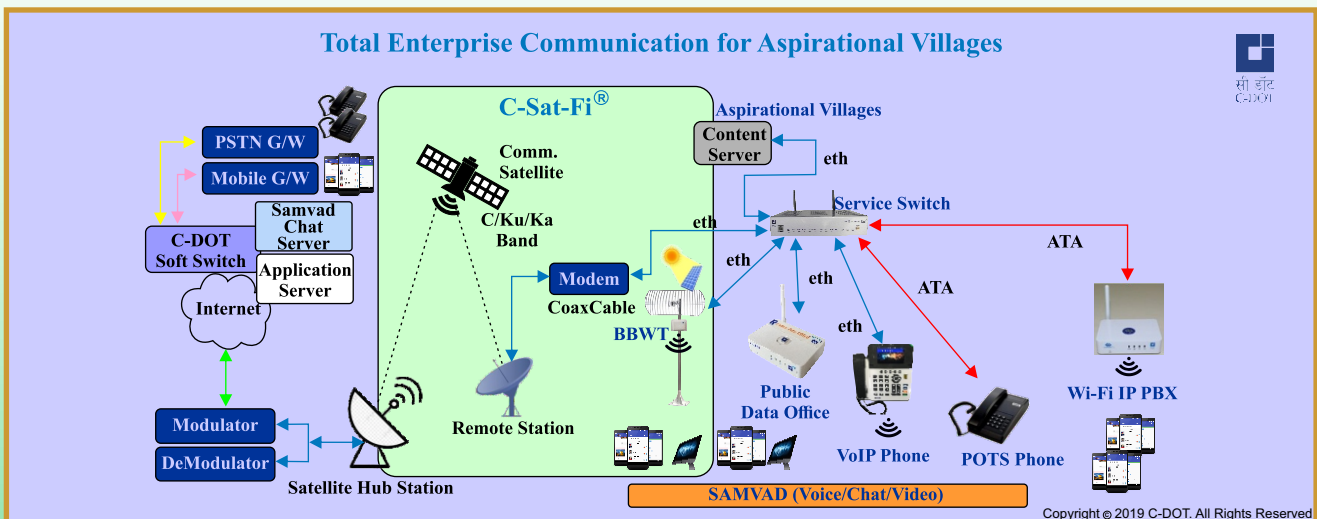 Total Enterprise Communication for Aspirational Villages
सी डॉट
C-DOT
C-Sat-Fi®
Aspirational Villages
PSTN G/W
Mobile G/W
Samvad
Chat
Server
C-DOT
Soft Switch
Application
Server
Internet
Modulator
DeModulator
Satellite Hub Station
Comm.
Satellite
C/Ku/Ka
Band
Modem
CoaxCable
Remote Station
BBWT
Content
Server
eth
Service Switch
eth
eth
eth
eth
ATA
ATA
Public
Data Office
VoIP Phone
POTS Phone
Wi-Fi IP PBX
SAMVAD (Voice/Chat/Video)
Copyright © 2019 C-DOT. All Rights Reserved